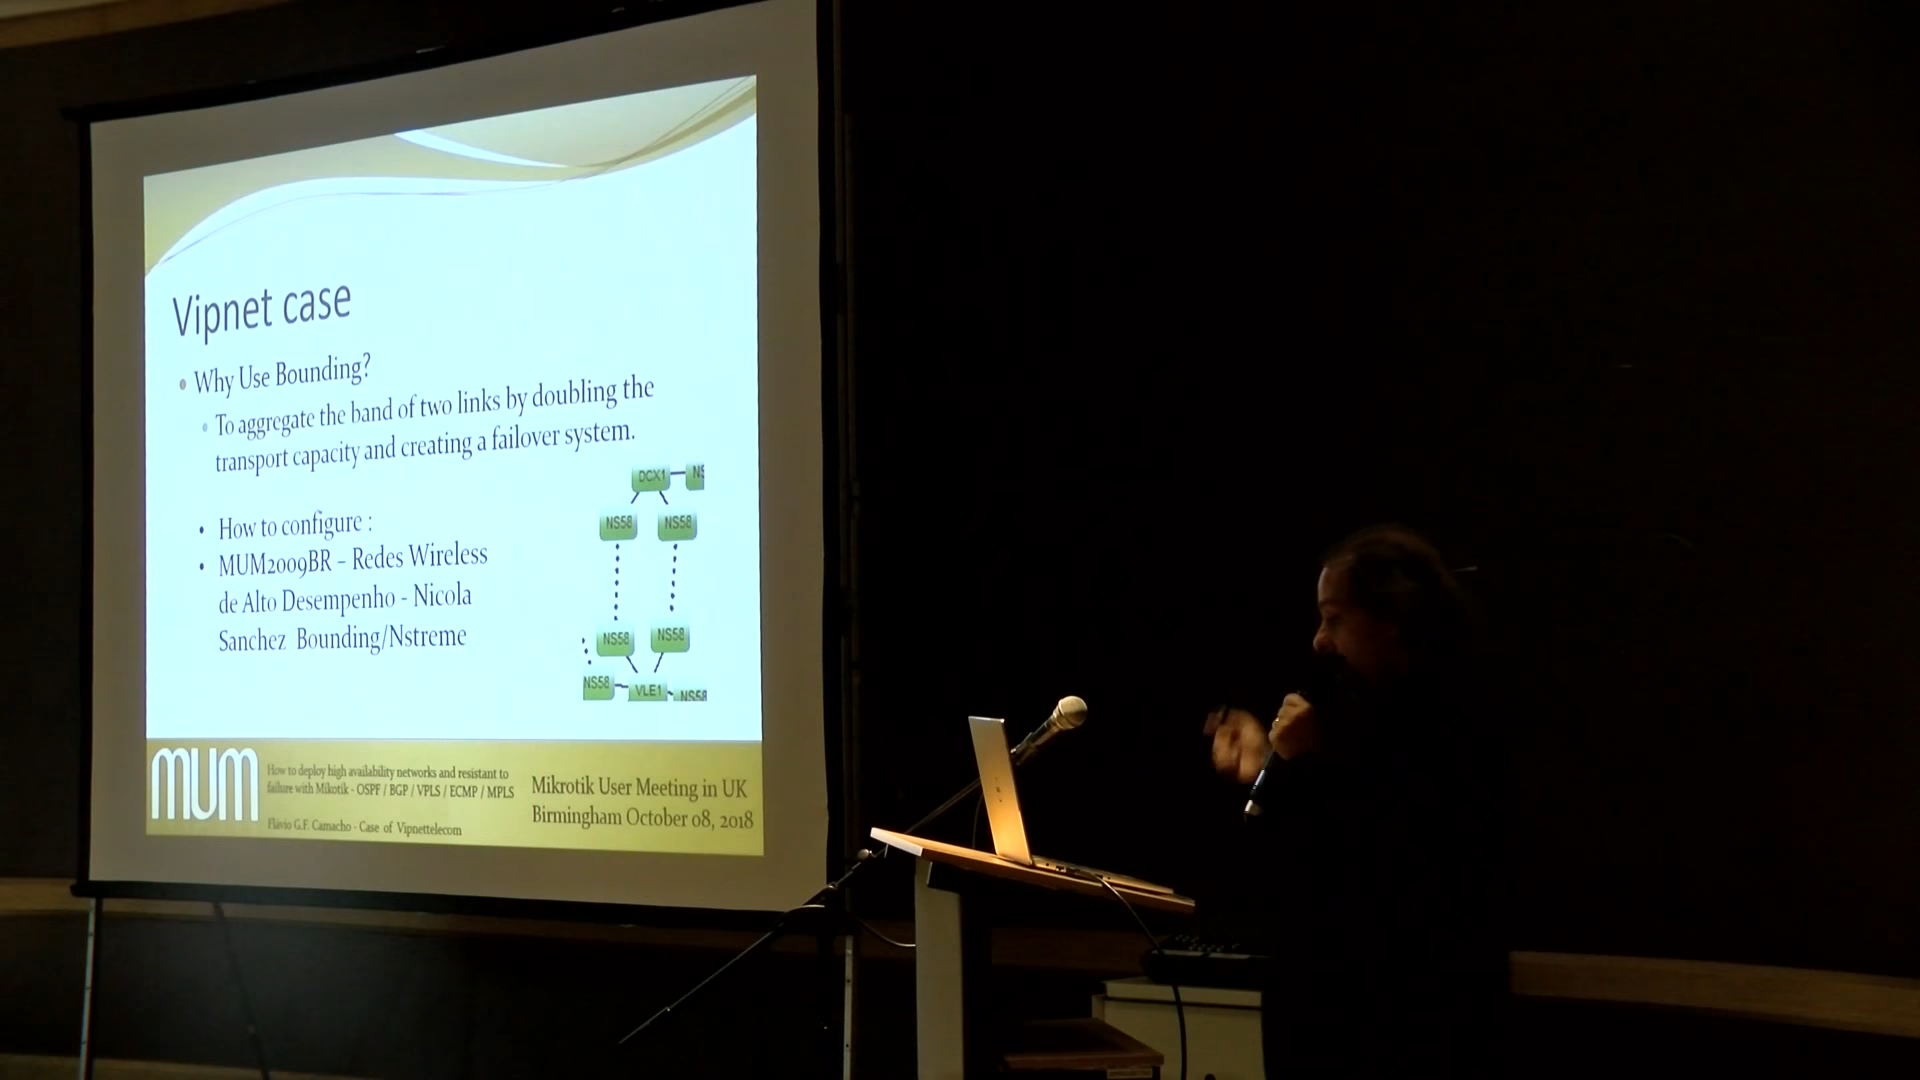 Vipnet case
Why Use Bounding?
To aggregate the band of two links by doubling the
transport capacity and creating a failover system.
How to configure :
MUM2009BR – Redes Wireless
de Alto Desempenho - Nicola
Sanchez Bounding/Nstreme
DCX1 NS
NS58 NS58
NS58 NS58
NS58 VLE1 NS58
mum
How to deploy high availability networks and resistant to
failure with Mikotik - OSPF / BGP / VPLS / ECMP / MPLS
Flávio G.F. Camacho - Case of Vipnettelecom
Mikrotik User Meeting in UK
Birmingham October 08, 2018